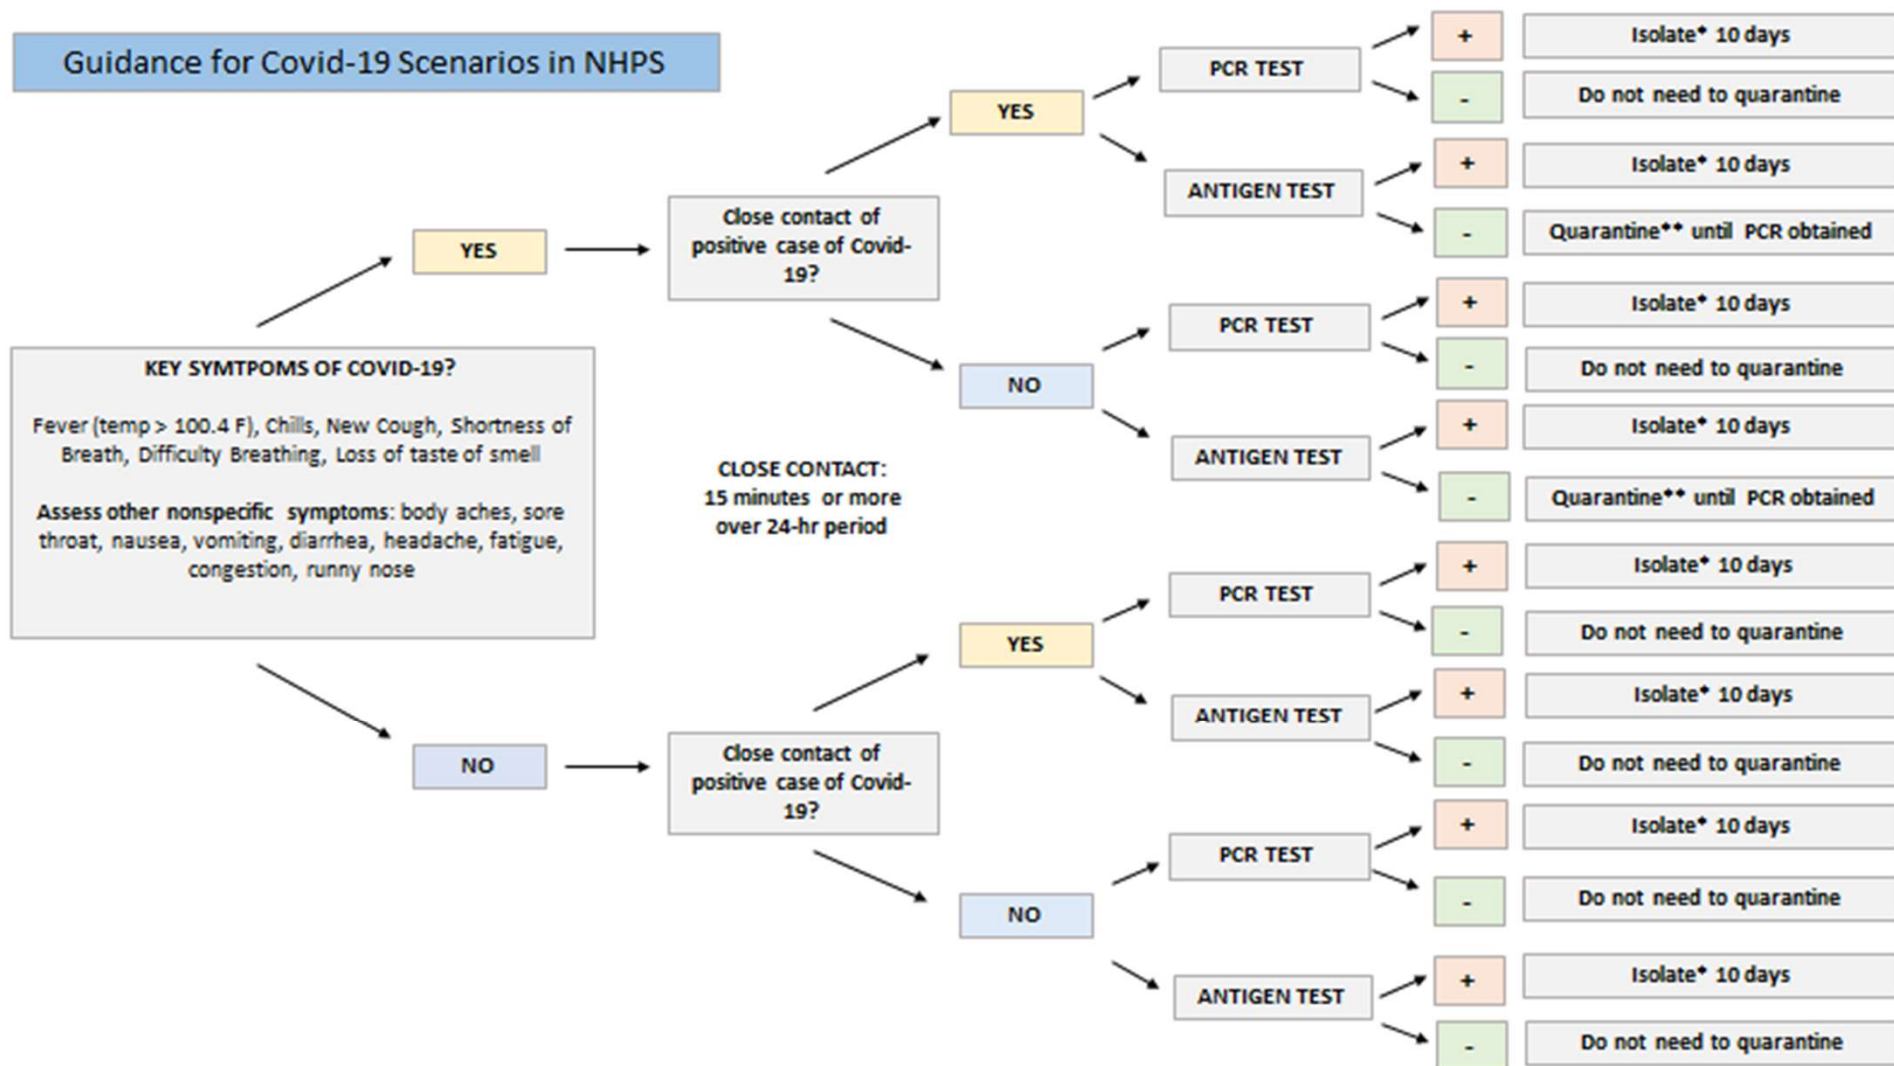 Guidance for Covid-19 Scenarios in NHPS
KEY SYMTPOMS OF COVID-19?
Fever (temp > 100.4 F), Chills, New Cough, Shortness of
Breath, Difficulty Breathing, Loss of taste of smell
Assess other nonspecific symptoms: body aches, sore
throat, nausea, vomiting, diarrhea, headache, fatigue,
congestion, runny nose
YES
Close contact of
positive case of Covid-
19?
YES
PCR TEST
+
Isolate* 10 days
-
Do not need to quarantine
ANTIGEN TEST
+
Isolate* 10 days
-
Quarantine** until PCR obtained
NO
PCR TEST
+
Isolate* 10 days
-
Do not need to quarantine
ANTIGEN TEST
+
Isolate* 10 days
-
Quarantine** until PCR obtained
CLOSE CONTACT:
15 minutes or more
over 24-hr period
NO
Close contact of
positive case of Covid-
19?
YES
PCR TEST
+
Isolate* 10 days
-
Do not need to quarantine
ANTIGEN TEST
+
Isolate* 10 days
-
Do not need to quarantine
NO
PCR TEST
+
Isolate* 10 days
-
Do not need to quarantine
ANTIGEN TEST
+
Isolate* 10 days
-
Do not need to quarantine